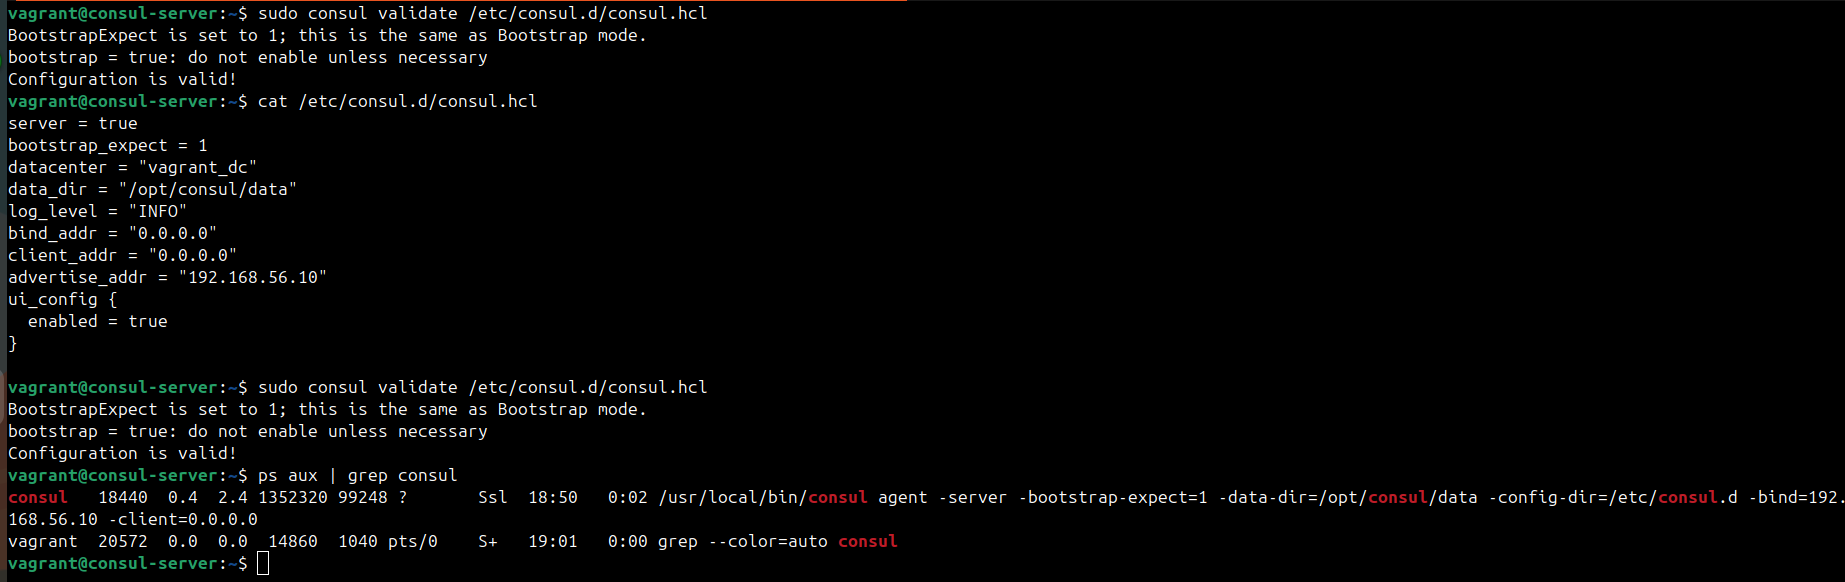 vagrant@consul-server:~$ sudo consul validate /etc/consul.d/consul.hcl
BootstrapExpect is set to 1; this is the same as Bootstrap mode.
bootstrap = true: do not enable unless necessary
Configuration is valid!
vagrant@consul-server:~$ cat /etc/consul.d/consul.hcl
server = true
bootstrap_expect = 1
datacenter = "vagrant_dc"
data_dir = "/opt/consul/data"
log_level = "INFO"
bind_addr = "0.0.0.0"
client_addr = "0.0.0.0"
advertise_addr = "192.168.56.10"
ui_config {
  enabled = true
}

vagrant@consul-server:~$ sudo consul validate /etc/consul.d/consul.hcl
BootstrapExpect is set to 1; this is the same as Bootstrap mode.
bootstrap = true: do not enable unless necessary
Configuration is valid!
vagrant@consul-server:~$ ps aux | grep consul
consul   18440  0.4  2.4 1352320 99248 ?       Ssl  18:50   0:02 /usr/local/bin/consul agent -server -bootstrap-expect=1 -data-dir=/opt/consul/data -config-dir=/etc/consul.d -bind=192.
168.56.10 -client=0.0.0.0
vagrant  20572  0.0  0.0  14860  1040 pts/0    S+   19:01   0:00 grep --color=auto consul
vagrant@consul-server:~$